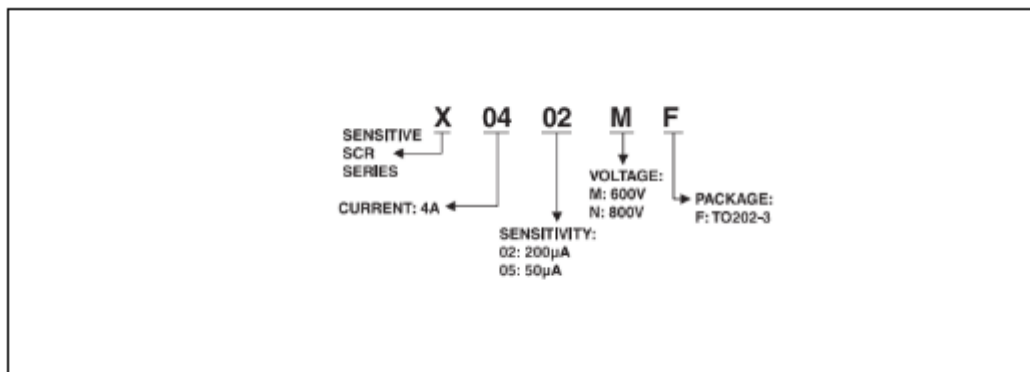 X 04 02 M F
SENSITIVE
SCR
SERIES
CURRENT: 4A
SENSITIVITY:
02: 200µA
05: 50µA
VOLTAGE:
M: 600V
N: 800V
PACKAGE:
F: TO202-3